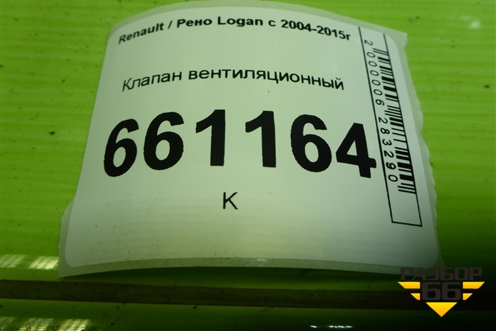 Renault / Рено Logan с 2004-2015г
Клапан вентиляционный
661164
К
2000006283290
РАЗБОР
66